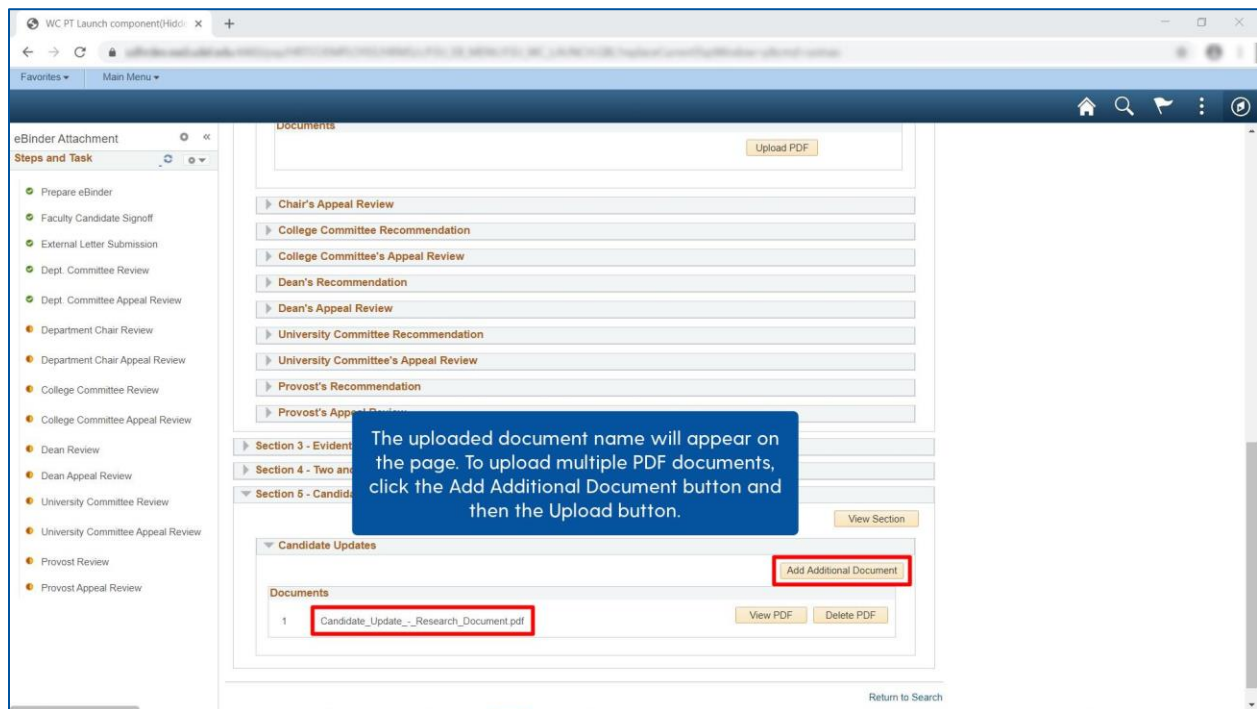 WC PT Launch component(Hidd
Favorites
Main Menu
eBinder Attachment
Steps and Task
Prepare eBinder
Faculty Candidate Signoff
External Letter Submission
Dept. Committee Review
Dept. Committee Appeal Review
Department Chair Review
Department Chair Appeal Review
College Committee Review
College Committee Appeal Review
Dean Review
Dean Appeal Review
University Committee Review
University Committee Appeal Review
Provost Review
Provost Appeal Review
Documents
Upload PDF
Chair's Appeal Review
College Committee Recommendation
College Committee's Appeal Review
Dean's Recommendation
Dean's Appeal Review
University Committee Recommendation
University Committee's Appeal Review
Provost's Recommendation
Provost's Appeal Review
Section 3 - Evident
Section 4 - Two and
Section 5 - Candida
The uploaded document name will appear on
the page. To upload multiple PDF documents,
click the Add Additional Document button and
then the Upload button.
View Section
Candidate Updates
Add Additional Document
Documents
1 Candidate_Update_-_Research_Document.pdf View PDF Delete PDF
Return to Search